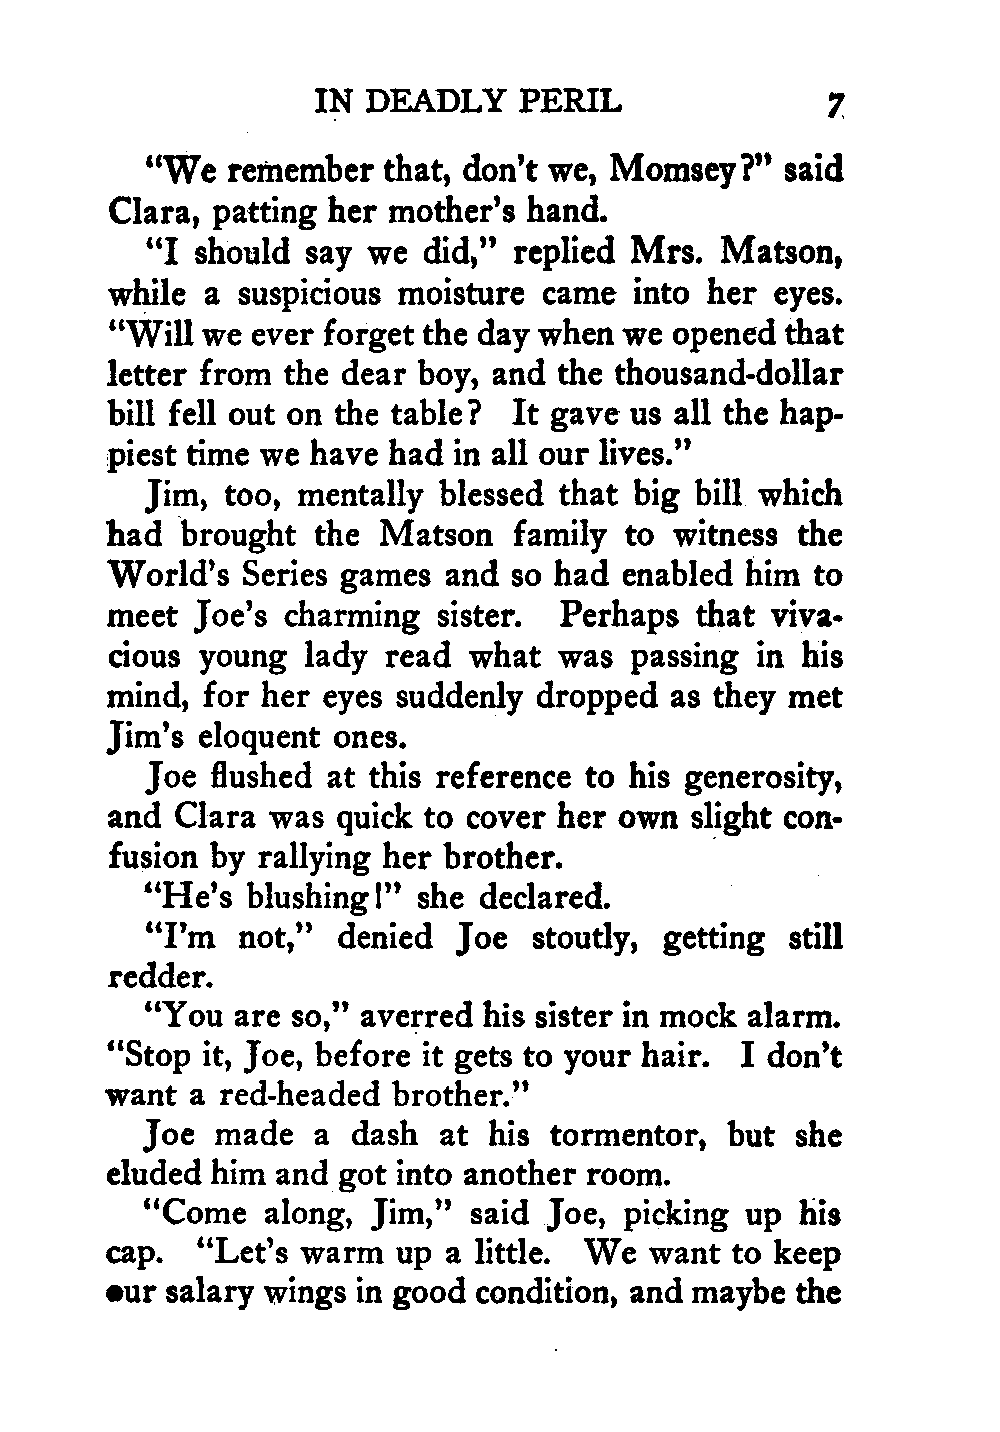 IN DEADLY PERIL 7
“We remember that, don't we, Momsey?” said
Clara, patting her mother's hand.
“I should say we did,” replied Mrs. Matson,
while a suspicious moisture came into her eyes.
“Will we ever forget the day when we opened that
letter from the dear boy, and the thousand-dollar
bill fell out on the table? It gave us all the hap-
piest time we have had in all our lives.”
Jim, too, mentally blessed that big bill which
had brought the Matson family to witness the
World's Series games and so had enabled him to
meet Joe's charming sister. Perhaps that viva-
cious young lady read what was passing in his
mind, for her eyes suddenly dropped as they met
Jim's eloquent ones.
Joe flushed at this reference to his generosity,
and Clara was quick to cover her own slight con-
fusion by rallying her brother.
“He's blushing!” she declared.
“I'm not,” denied Joe stoutly, getting still
redder.
“You are so,” averred his sister in mock alarm.
“Stop it, Joe, before it gets to your hair. I don't
want a red-headed brother.”
Joe made a dash at his tormentor, but she
eluded him and got into another room.
“Come along, Jim,” said Joe, picking up his
cap. “Let's warm up a little. We want to keep
our salary wings in good condition, and maybe the